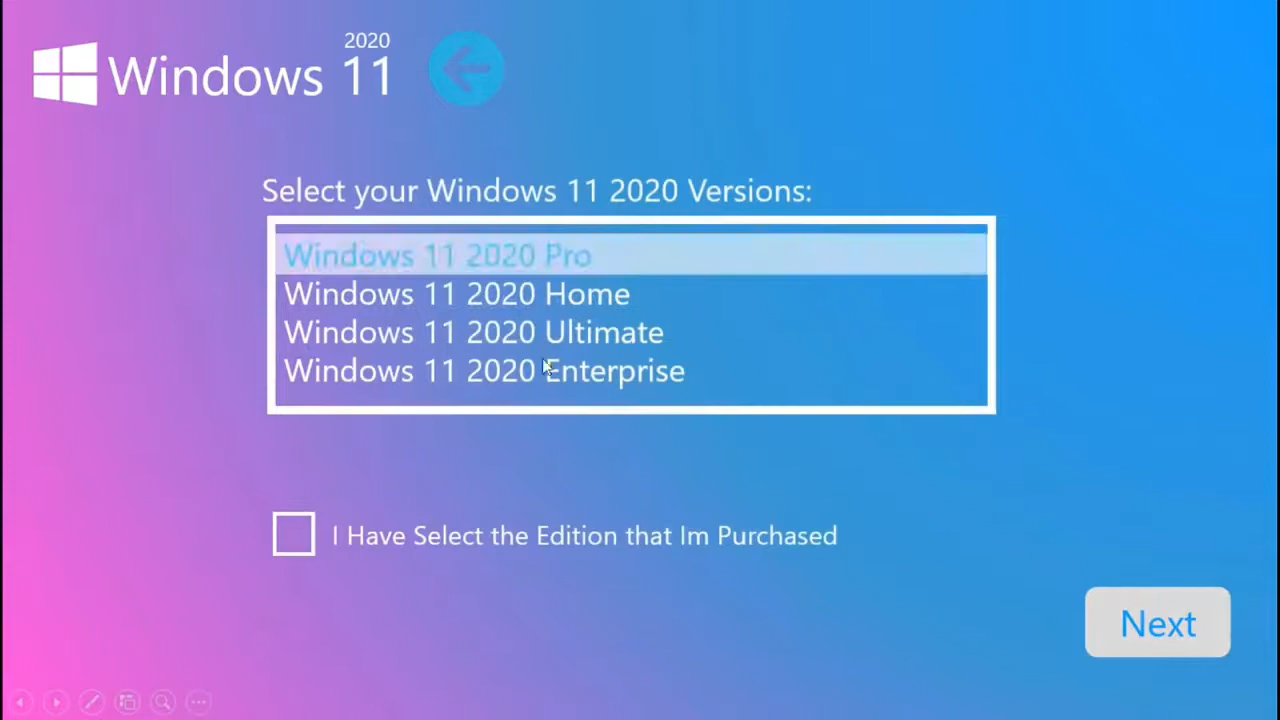 2020
Windows 11
Select your Windows 11 2020 Versions:
Windows 11 2020 Pro
Windows 11 2020 Home
Windows 11 2020 Ultimate
Windows 11 2020 Enterprise
I Have Select the Edition that Im Purchased
Next